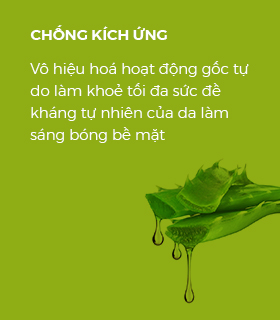 CHỐNG KÍCH ỨNG
Vô hiệu hoá hoạt động gốc tự
do làm khoẻ tối đa sức đề
kháng tự nhiên của da làm
sáng bóng bề mặt